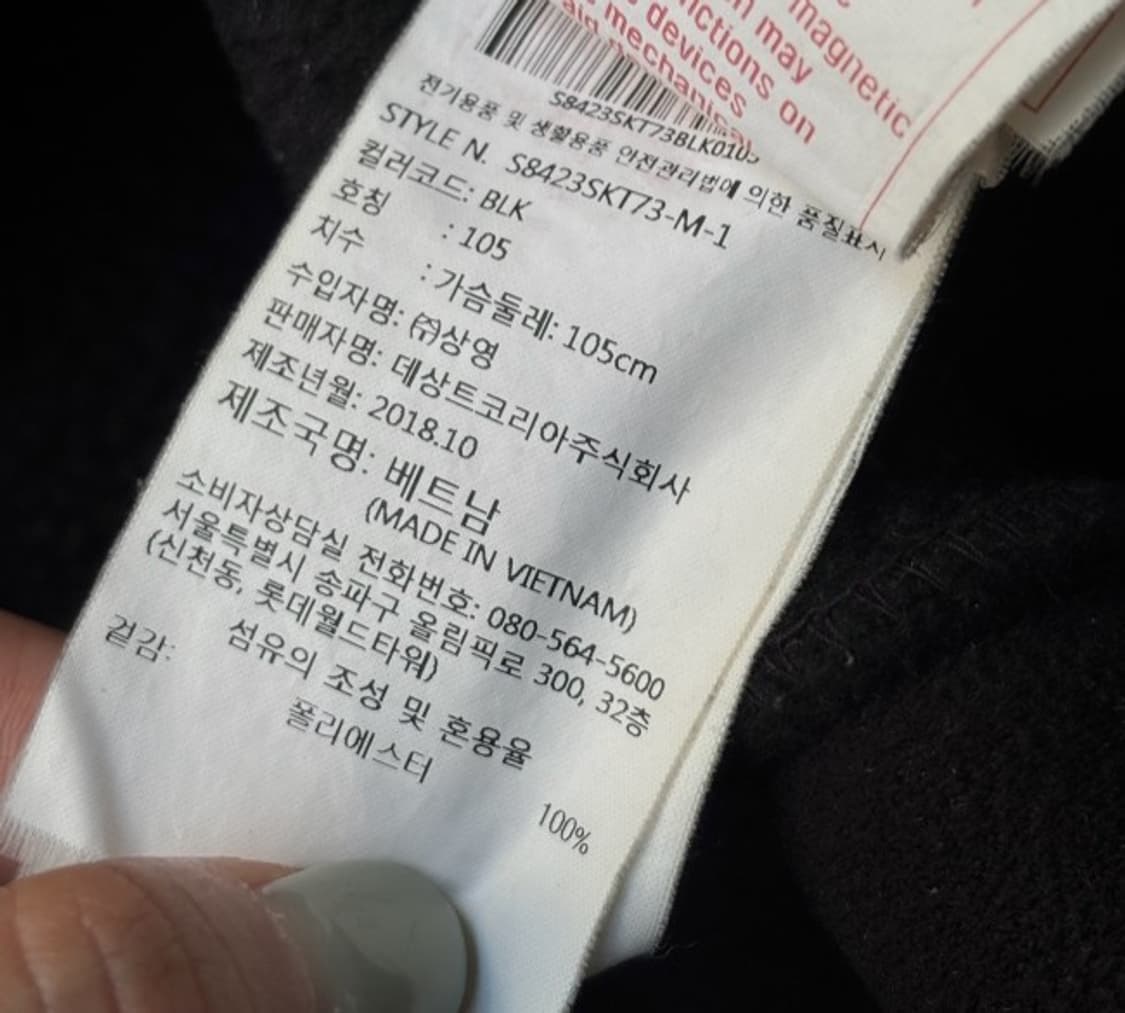 magnetic
may
nctions on
devices
mechanical
S8423SKT73BLK0105
전기용품 및 생활용품 안전관리법에 의한 품질표시
STYLE N. S8423SKT73-M-1
컬러코드: BLK
호칭 : 105
치수 : 가슴둘레: 105cm
수입자명: ㈜상영
판매자명: 데상트코리아주식회사
제조년월: 2018.10
제조국명: 베트남
(MADE IN VIETNAM)
소비자상담실 전화번호: 080-564-5600
서울특별시 송파구 올림픽로 300, 32층
(신천동, 롯데월드타워)
섬유의 조성 및 혼용율
겉감:
폴리에스터
100%